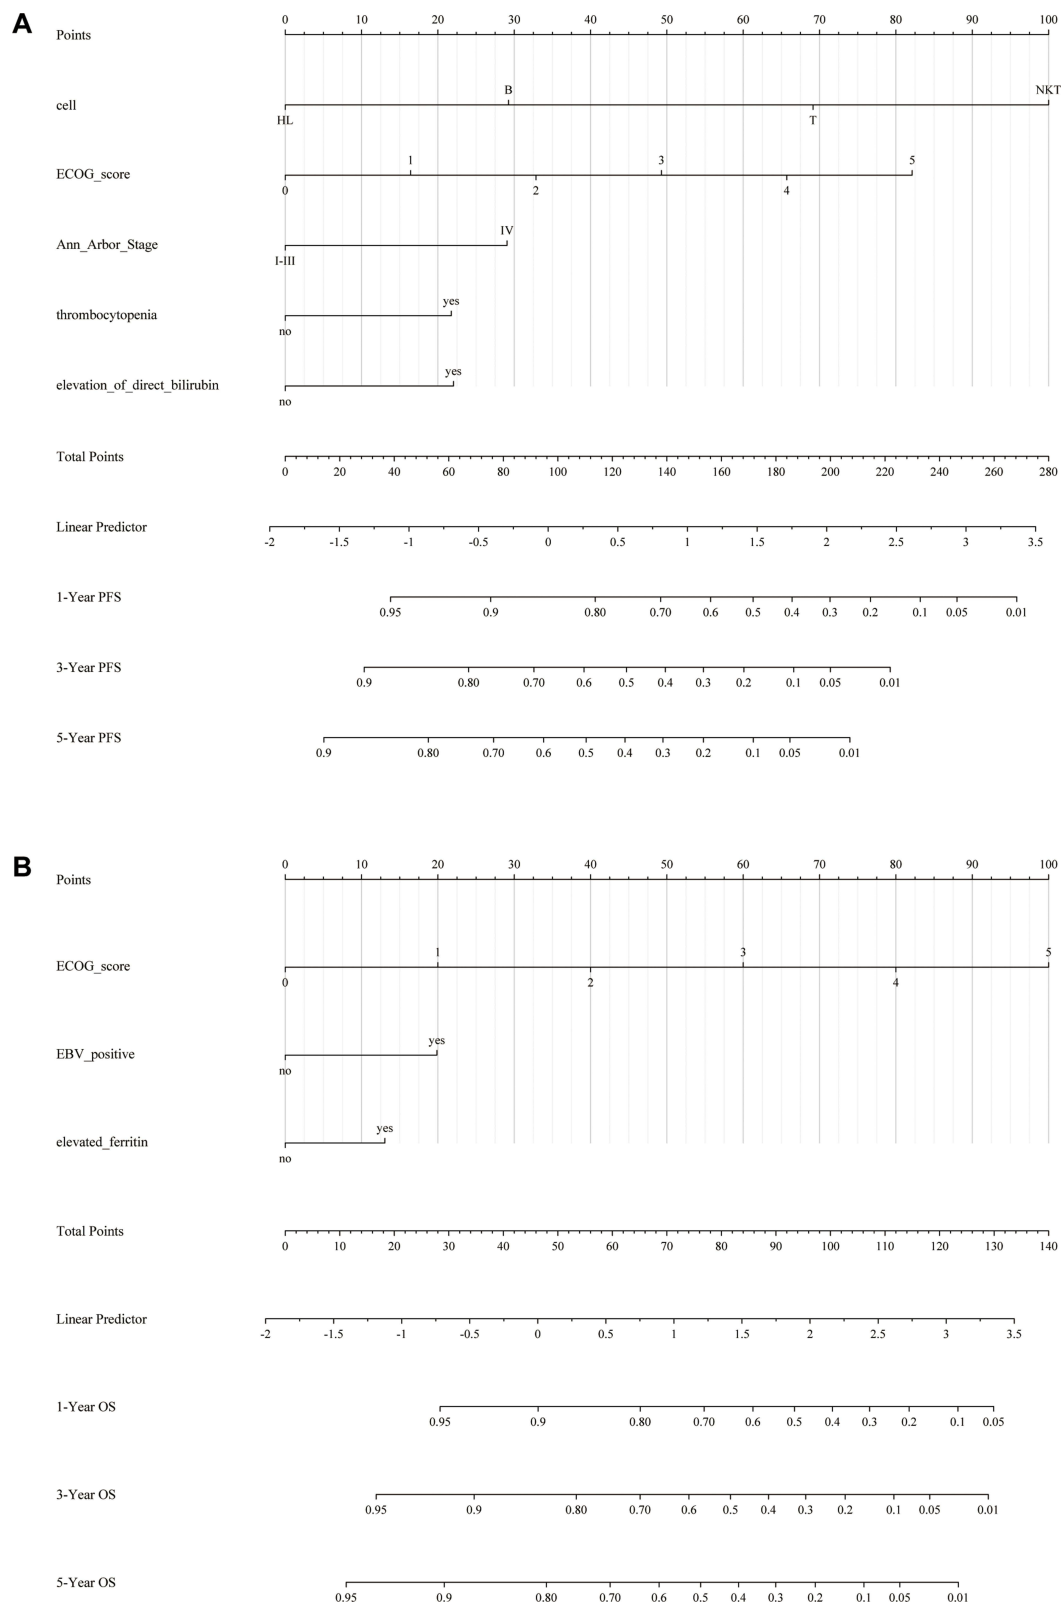 A
0 10 20 30 40 50 60 70 80 90 100
Points
B NKT
cell
HL T
1 3 5
ECOG_score
0 2 4
IV
Ann_Arbor_Stage
I-III
yes
thrombocytopenia
no
yes
elevation_of_direct_bilirubin
no
Total Points
0 20 40 60 80 100 120 140 160 180 200 220 240 260 280
Linear Predictor
-2 -1.5 -1 -0.5 0 0.5 1 1.5 2 2.5 3 3.5
1-Year PFS
0.95 0.9 0.80 0.70 0.6 0.5 0.4 0.3 0.2 0.1 0.05 0.01
3-Year PFS
0.9 0.80 0.70 0.6 0.5 0.4 0.3 0.2 0.1 0.05 0.01
5-Year PFS
0.9 0.80 0.70 0.6 0.5 0.4 0.3 0.2 0.1 0.05 0.01
B
0 10 20 30 40 50 60 70 80 90 100
Points
1 3 5
ECOG_score
0 2 4
yes
EBV_positive
no
yes
elevated_ferritin
no
Total Points
0 10 20 30 40 50 60 70 80 90 100 110 120 130 140
Linear Predictor
-2 -1.5 -1 -0.5 0 0.5 1 1.5 2 2.5 3 3.5
1-Year OS
0.95 0.9 0.80 0.70 0.6 0.5 0.4 0.3 0.2 0.1 0.05
3-Year OS
0.95 0.9 0.80 0.70 0.6 0.5 0.4 0.3 0.2 0.1 0.05 0.01
5-Year OS
0.95 0.9 0.80 0.70 0.6 0.5 0.4 0.3 0.2 0.1 0.05 0.01